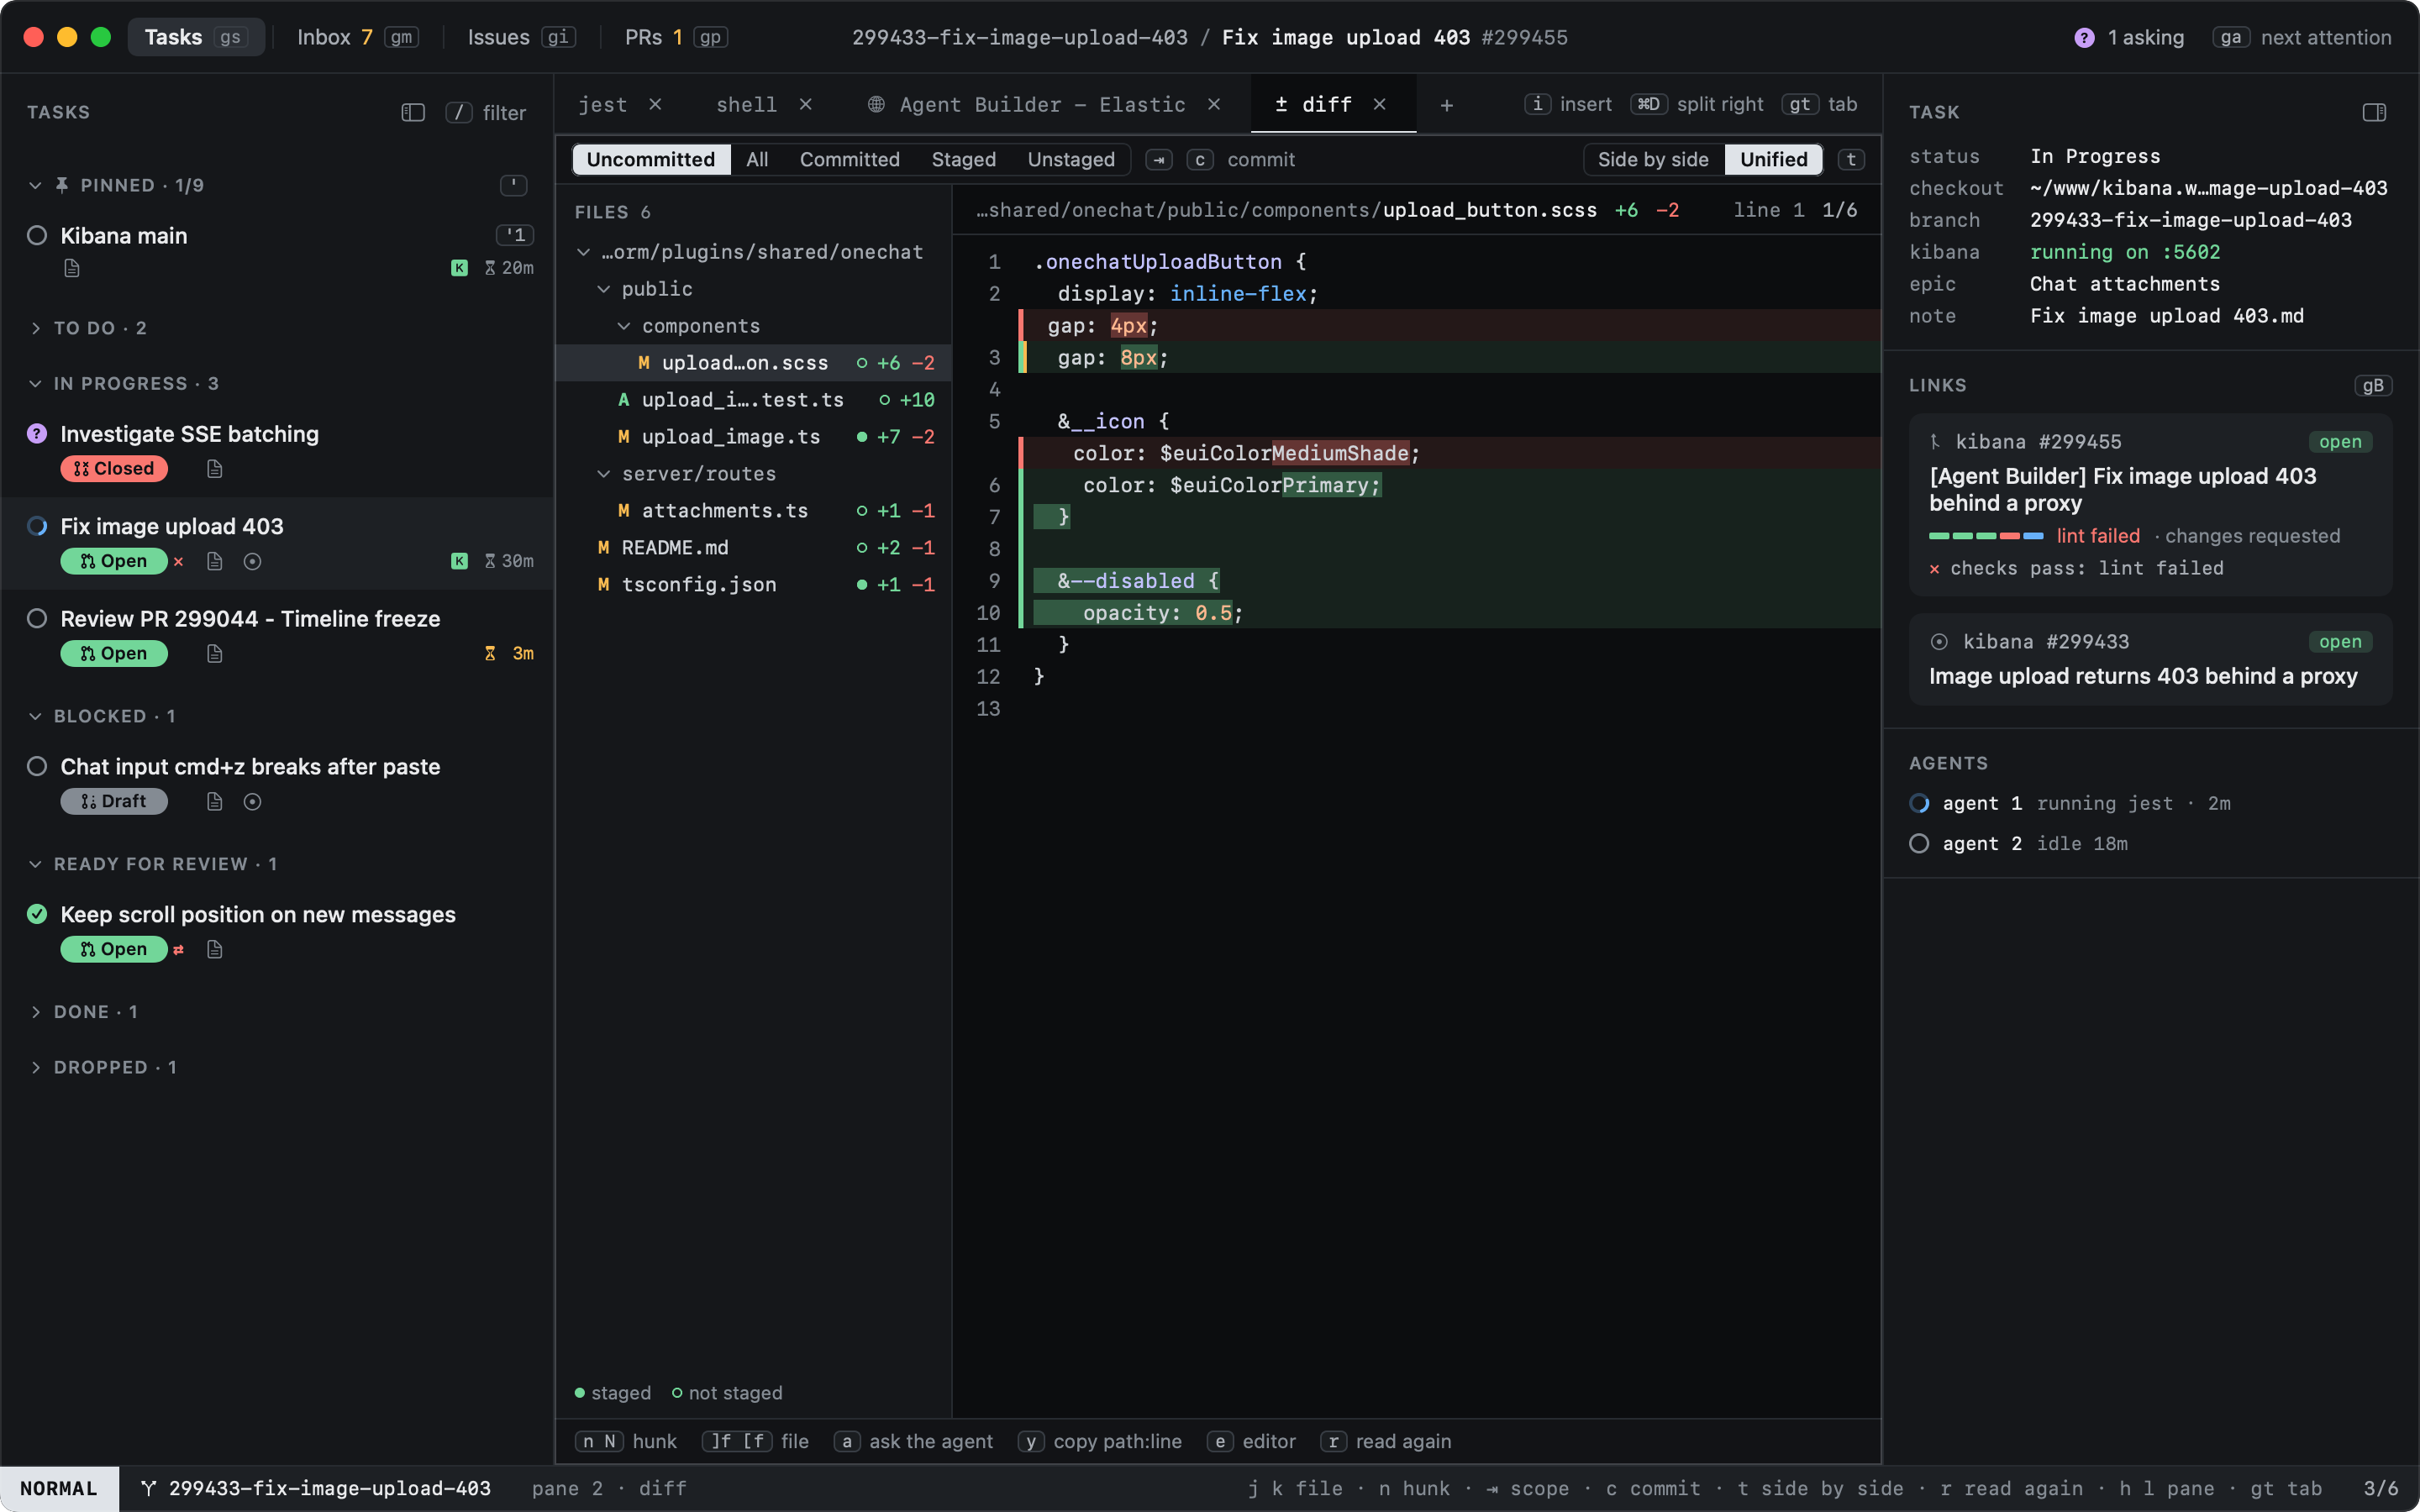 Tasks gs Inbox 7 gm Issues gi PRs 1 gp 299433-fix-image-upload-403 / Fix image upload 403 #299455 ? 1 asking ga next attention
TASKS / filter
PINNED · 1/9 '
Kibana main '1
K 20m
TO DO · 2
IN PROGRESS · 3
? Investigate SSE batching
Closed
Fix image upload 403
Open × K 30m
Review PR 299044 - Timeline freeze
Open 3m
BLOCKED · 1
Chat input cmd+z breaks after paste
Draft
READY FOR REVIEW · 1
Keep scroll position on new messages
Open ⇄
DONE · 1
DROPPED · 1
jest × shell × Agent Builder – Elastic × ± diff × + i insert ⌘D split right gt tab
Uncommitted All Committed Staged Unstaged ⇥ c commit Side by side Unified t
FILES 6
…orm/plugins/shared/onechat
public
components
M upload…on.scss +6 −2
A upload_i….test.ts +10
M upload_image.ts +7 −2
server/routes
M attachments.ts +1 −1
M README.md +2 −1
M tsconfig.json +1 −1
staged not staged
…shared/onechat/public/components/upload_button.scss +6 −2 line 1 1/6
1 .onechatUploadButton {
2 display: inline-flex;
gap: 4px;
3 gap: 8px;
4
5 &__icon {
color: $euiColorMediumShade;
6 color: $euiColorPrimary;
7 }
8
9 &--disabled {
10 opacity: 0.5;
11 }
12 }
13
n N hunk ]f [f file a ask the agent y copy path:line e editor r read again
TASK
status In Progress
checkout ~/www/kibana.w…mage-upload-403
branch 299433-fix-image-upload-403
kibana running on :5602
epic Chat attachments
note Fix image upload 403.md
LINKS gB
kibana #299455 open
[Agent Builder] Fix image upload 403
behind a proxy
lint failed · changes requested
× checks pass: lint failed
kibana #299433 open
Image upload returns 403 behind a proxy
AGENTS
agent 1 running jest · 2m
agent 2 idle 18m
NORMAL 299433-fix-image-upload-403 pane 2 · diff j k file · n hunk · ⇥ scope · c commit · t side by side · r read again · h l pane · gt tab 3/6